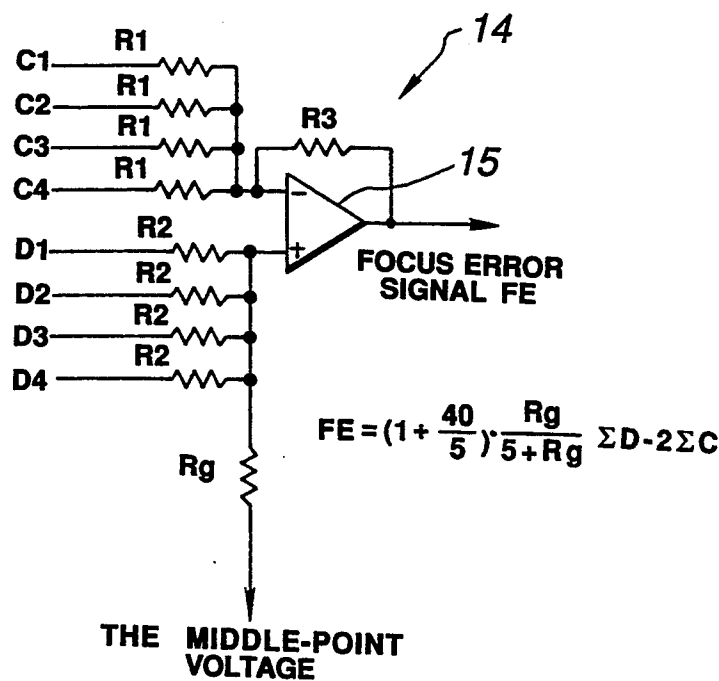 14
C1 R1
C2 R1
C3 R1
C4 R1
R3
15
−
+
D1 R2
D2 R2
D3 R2
D4 R2
FOCUS ERROR
SIGNAL FE
FE=(1+40/5)·Rg/5+Rg ΣD-2ΣC
Rg
THE MIDDLE-POINT
VOLTAGE